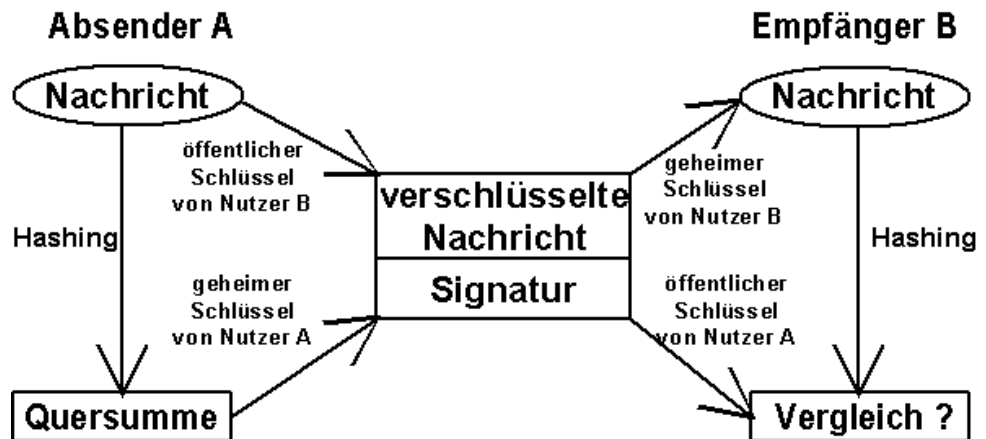 Absender A
Empfänger B
Nachricht
Nachricht
öffentlicher
Schlüssel
von Nutzer B
geheimer
Schlüssel
von Nutzer B
verschlüsselte
Nachricht
Hashing
Hashing
Signatur
geheimer
Schlüssel
von Nutzer A
öffentlicher
Schlüssel
von Nutzer A
Quersumme
Vergleich ?